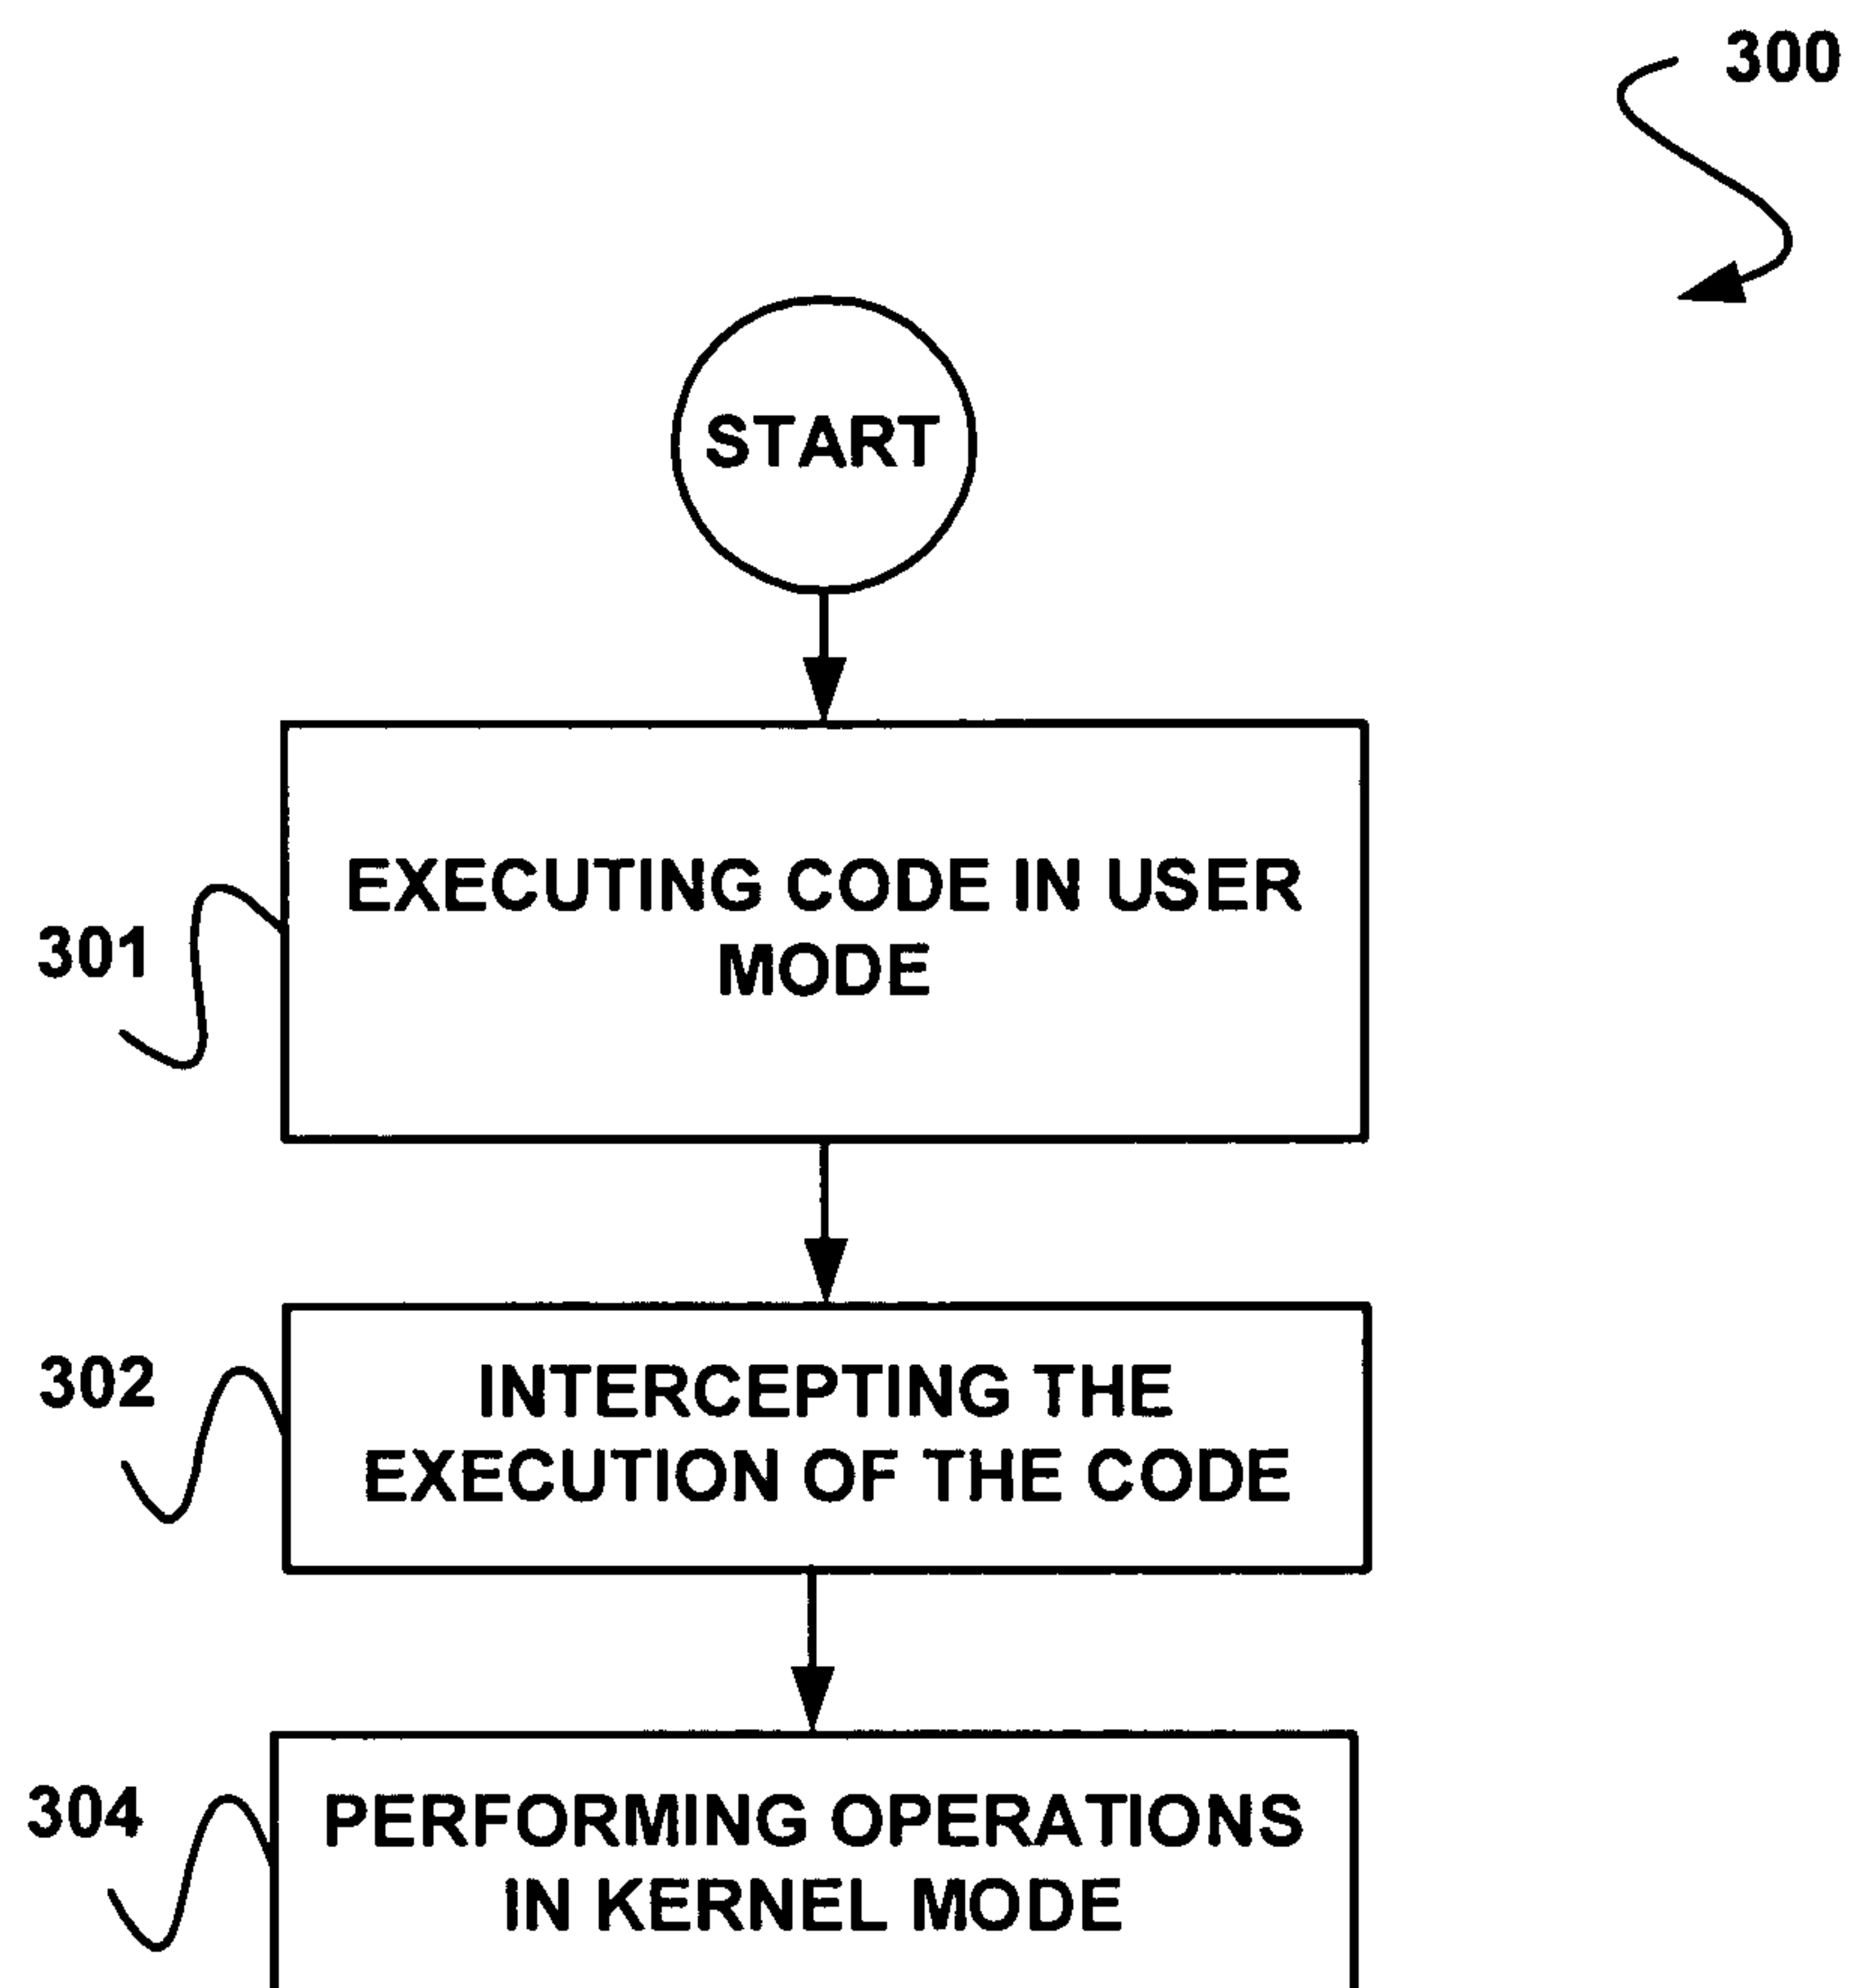 300
START
EXECUTING CODE IN USER
MODE
301
302
INTERCEPTING THE
EXECUTION OF THE CODE
304
PERFORMING OPERATIONS
IN KERNEL MODE